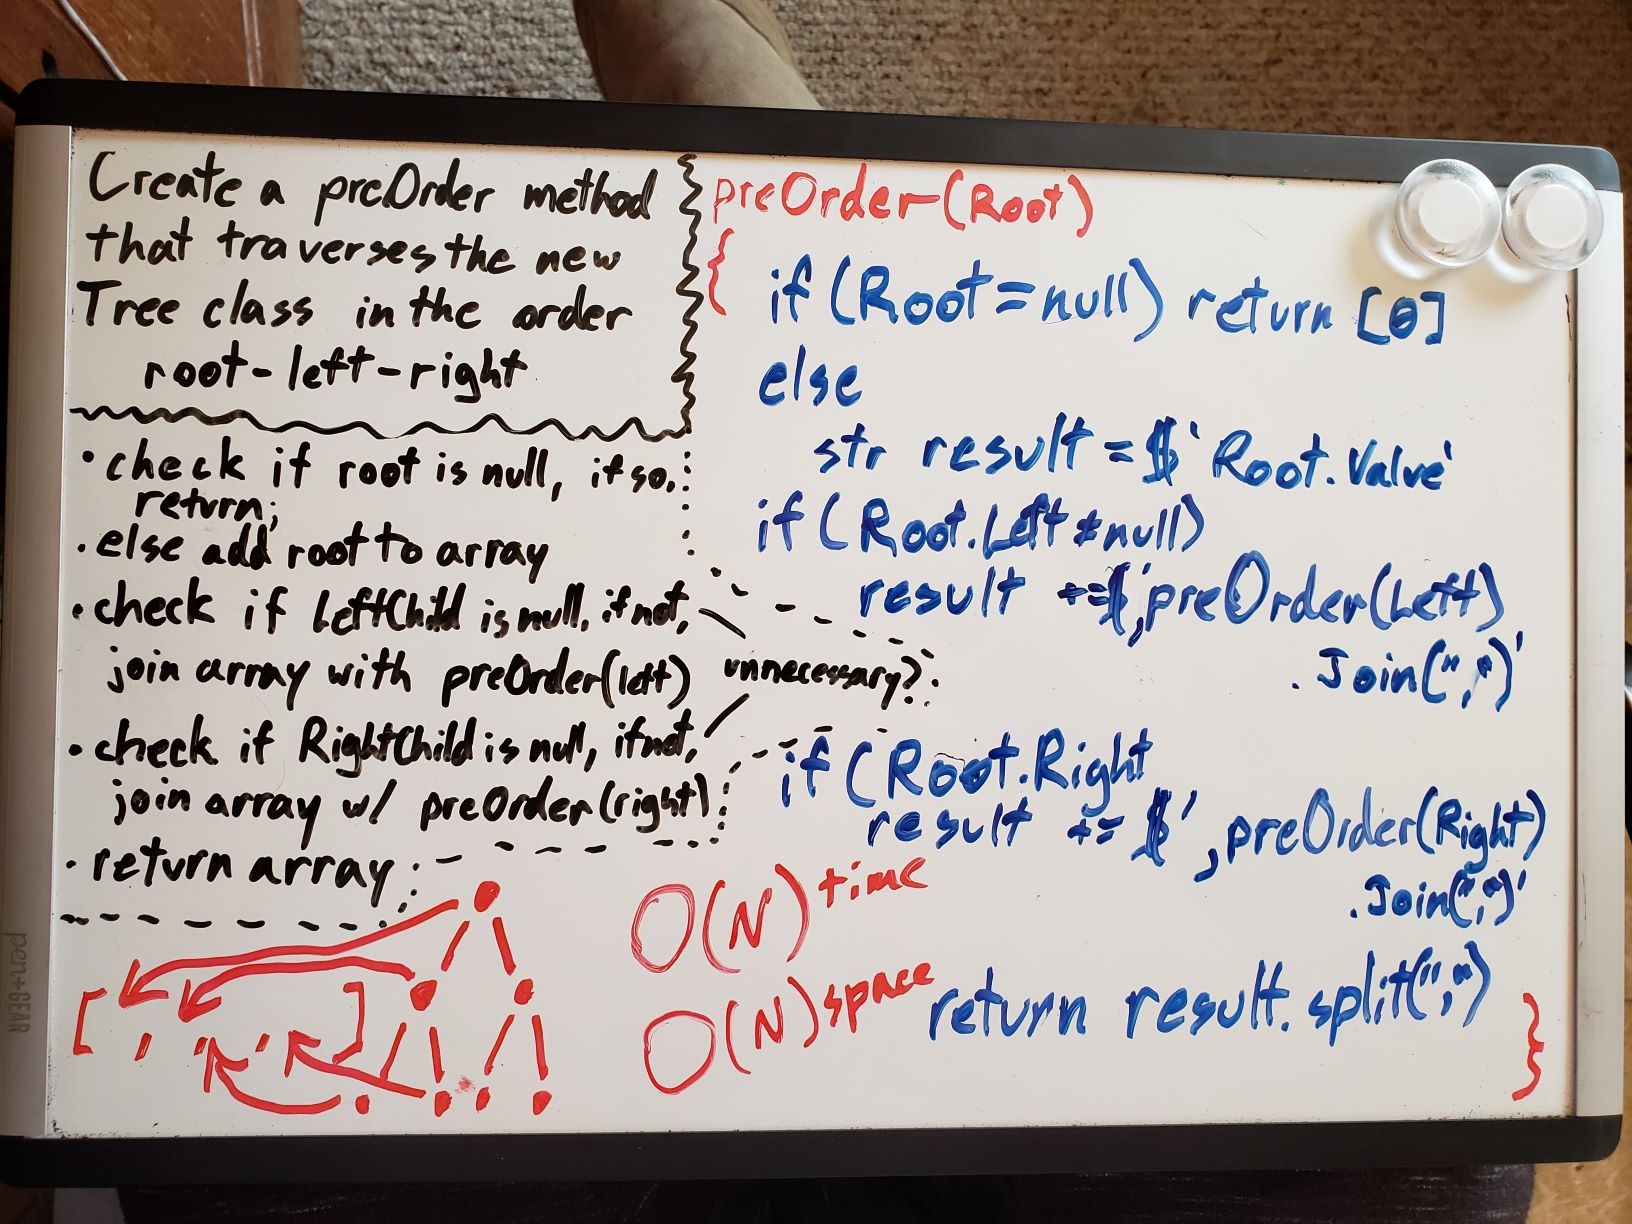 Create a preOrder method
that traverses the new
Tree class in the order
root-left-right
• check if root is null, if so,
return;
• else add root to array
• check if LeftChild is null, if not,
join array with preOrder(left)
unnecessary?
• check if RightChild is null, if not,
join array w/ preOrder(right)
• return array
preOrder(Root)
{
if (Root=null) return [0]
else
str result = $'Root.Value'
if (Root.Left ≠ null)
result +=$',preOrder(Left)
.Join(",")'
if (Root.Right
result += $',preOrder(Right)
.Join(",")'
return result.split(",")
}
O(N) time
O(N) space
[ , , , ]
pen+GEAR